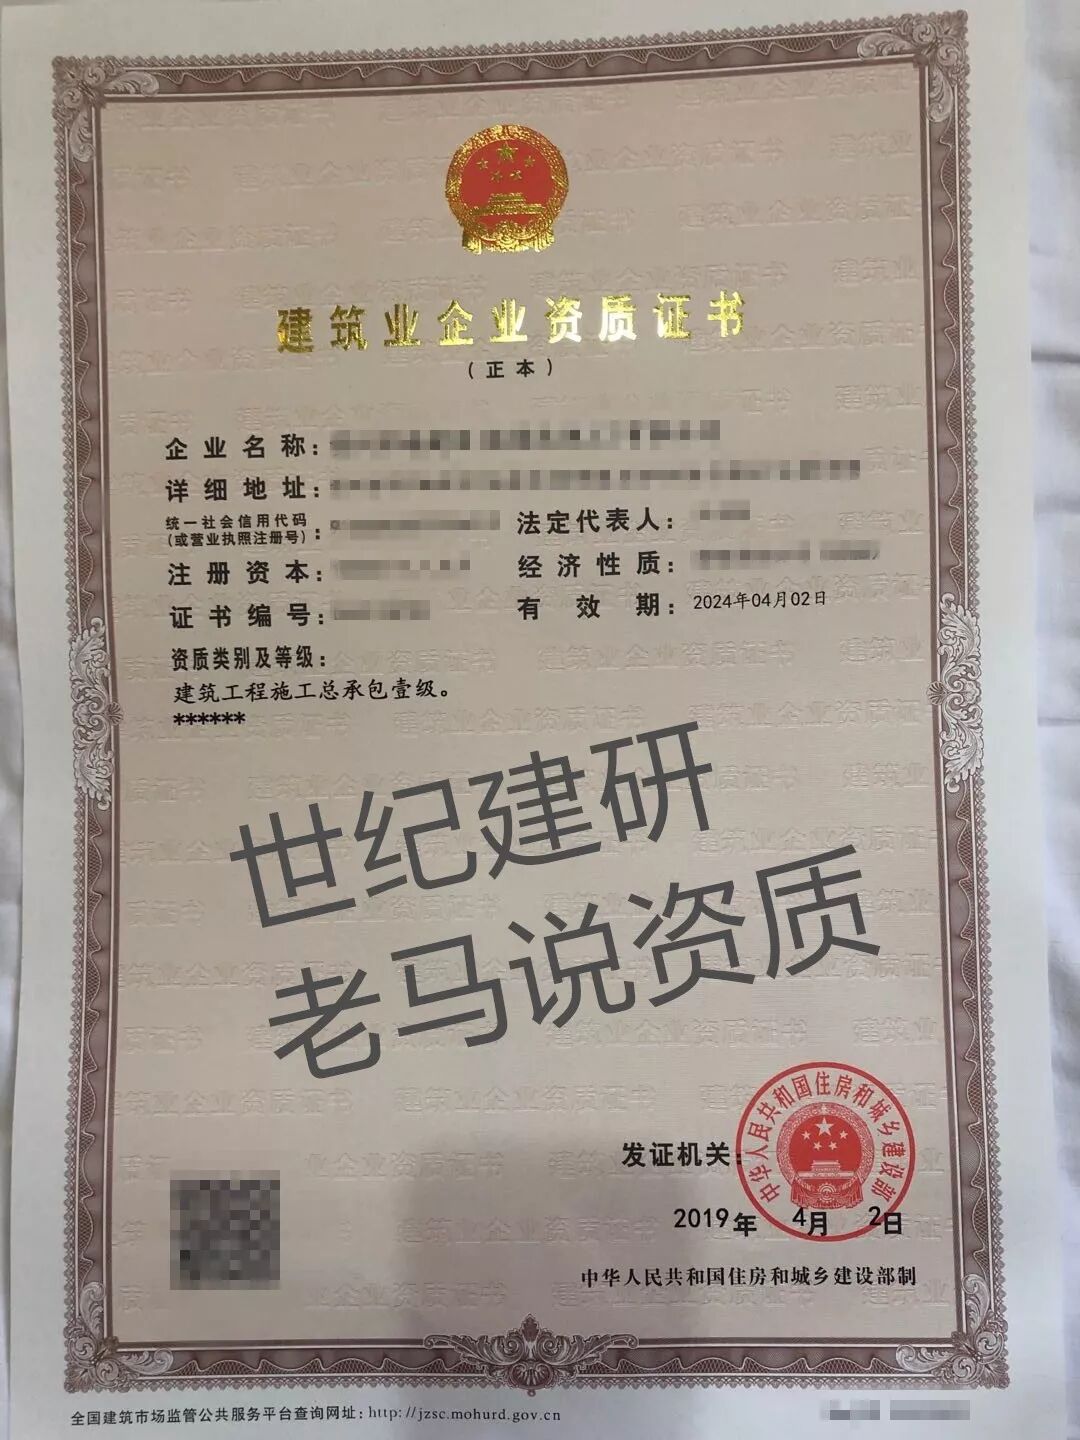 建筑业企业资质证书
（正本）
企业名称：
详细地址：
统一社会信用代码
(或营业执照注册号)：
法定代表人：
注册资本：
经济性质：
证书编号：
有效期：2024年04月02日
资质类别及等级：
建筑工程施工总承包壹级。
******
世纪建研
老马说资质
发证机关：
中华人民共和国住房和城乡建设部
2019年 4月 2日
中华人民共和国住房和城乡建设部制
全国建筑市场监管公共服务平台查询网址：http://jzsc.mohurd.gov.cn